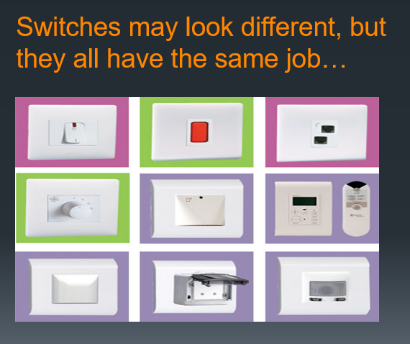 Switches may look different, but
they all have the same job…